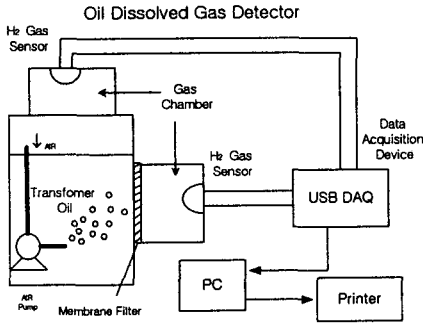 Oil Dissolved Gas Detector
H2 Gas
Sensor
Gas
Chamber
Data
Acquisition
Device
AIR
H2 Gas
Sensor
Transfomer
Oil
USB DAQ
PC
Printer
AIR
Pump
Membrane Filter